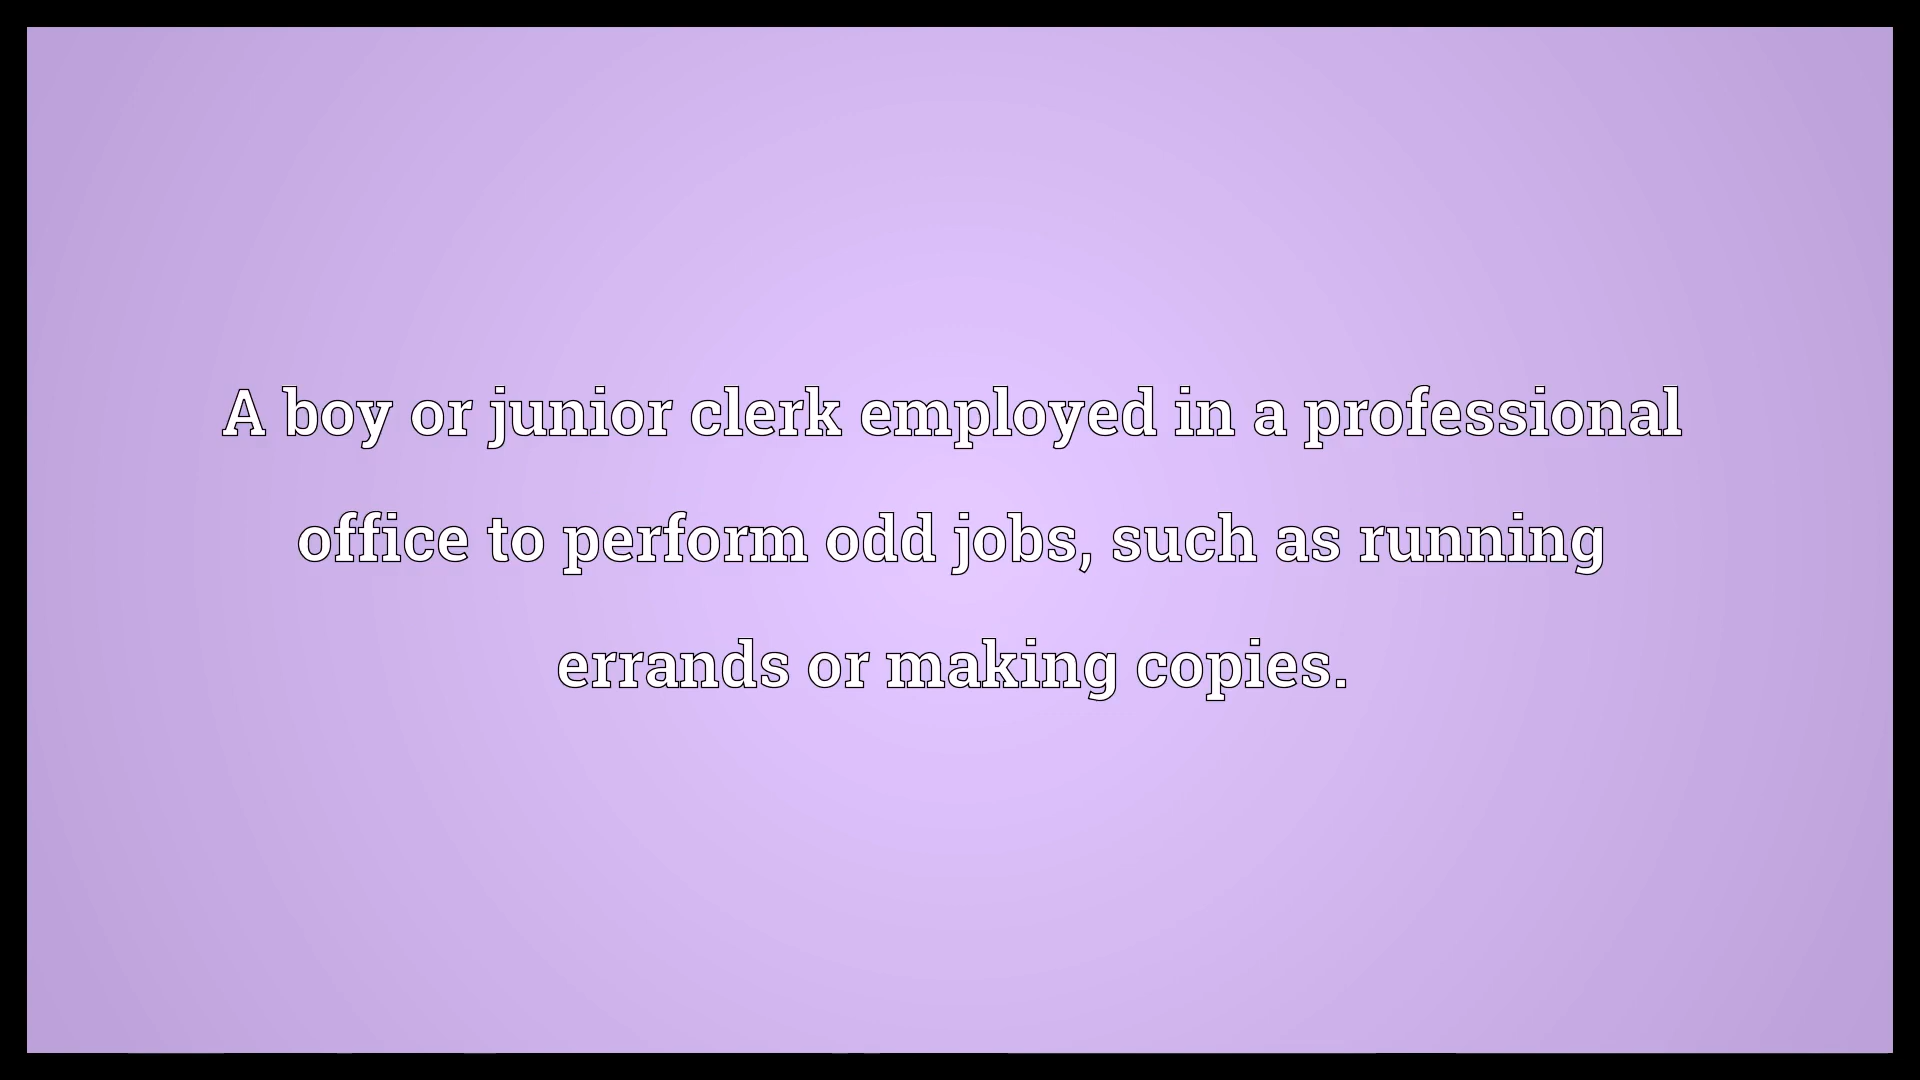 A boy or junior clerk employed in a professional
office to perform odd jobs, such as running
errands or making copies.